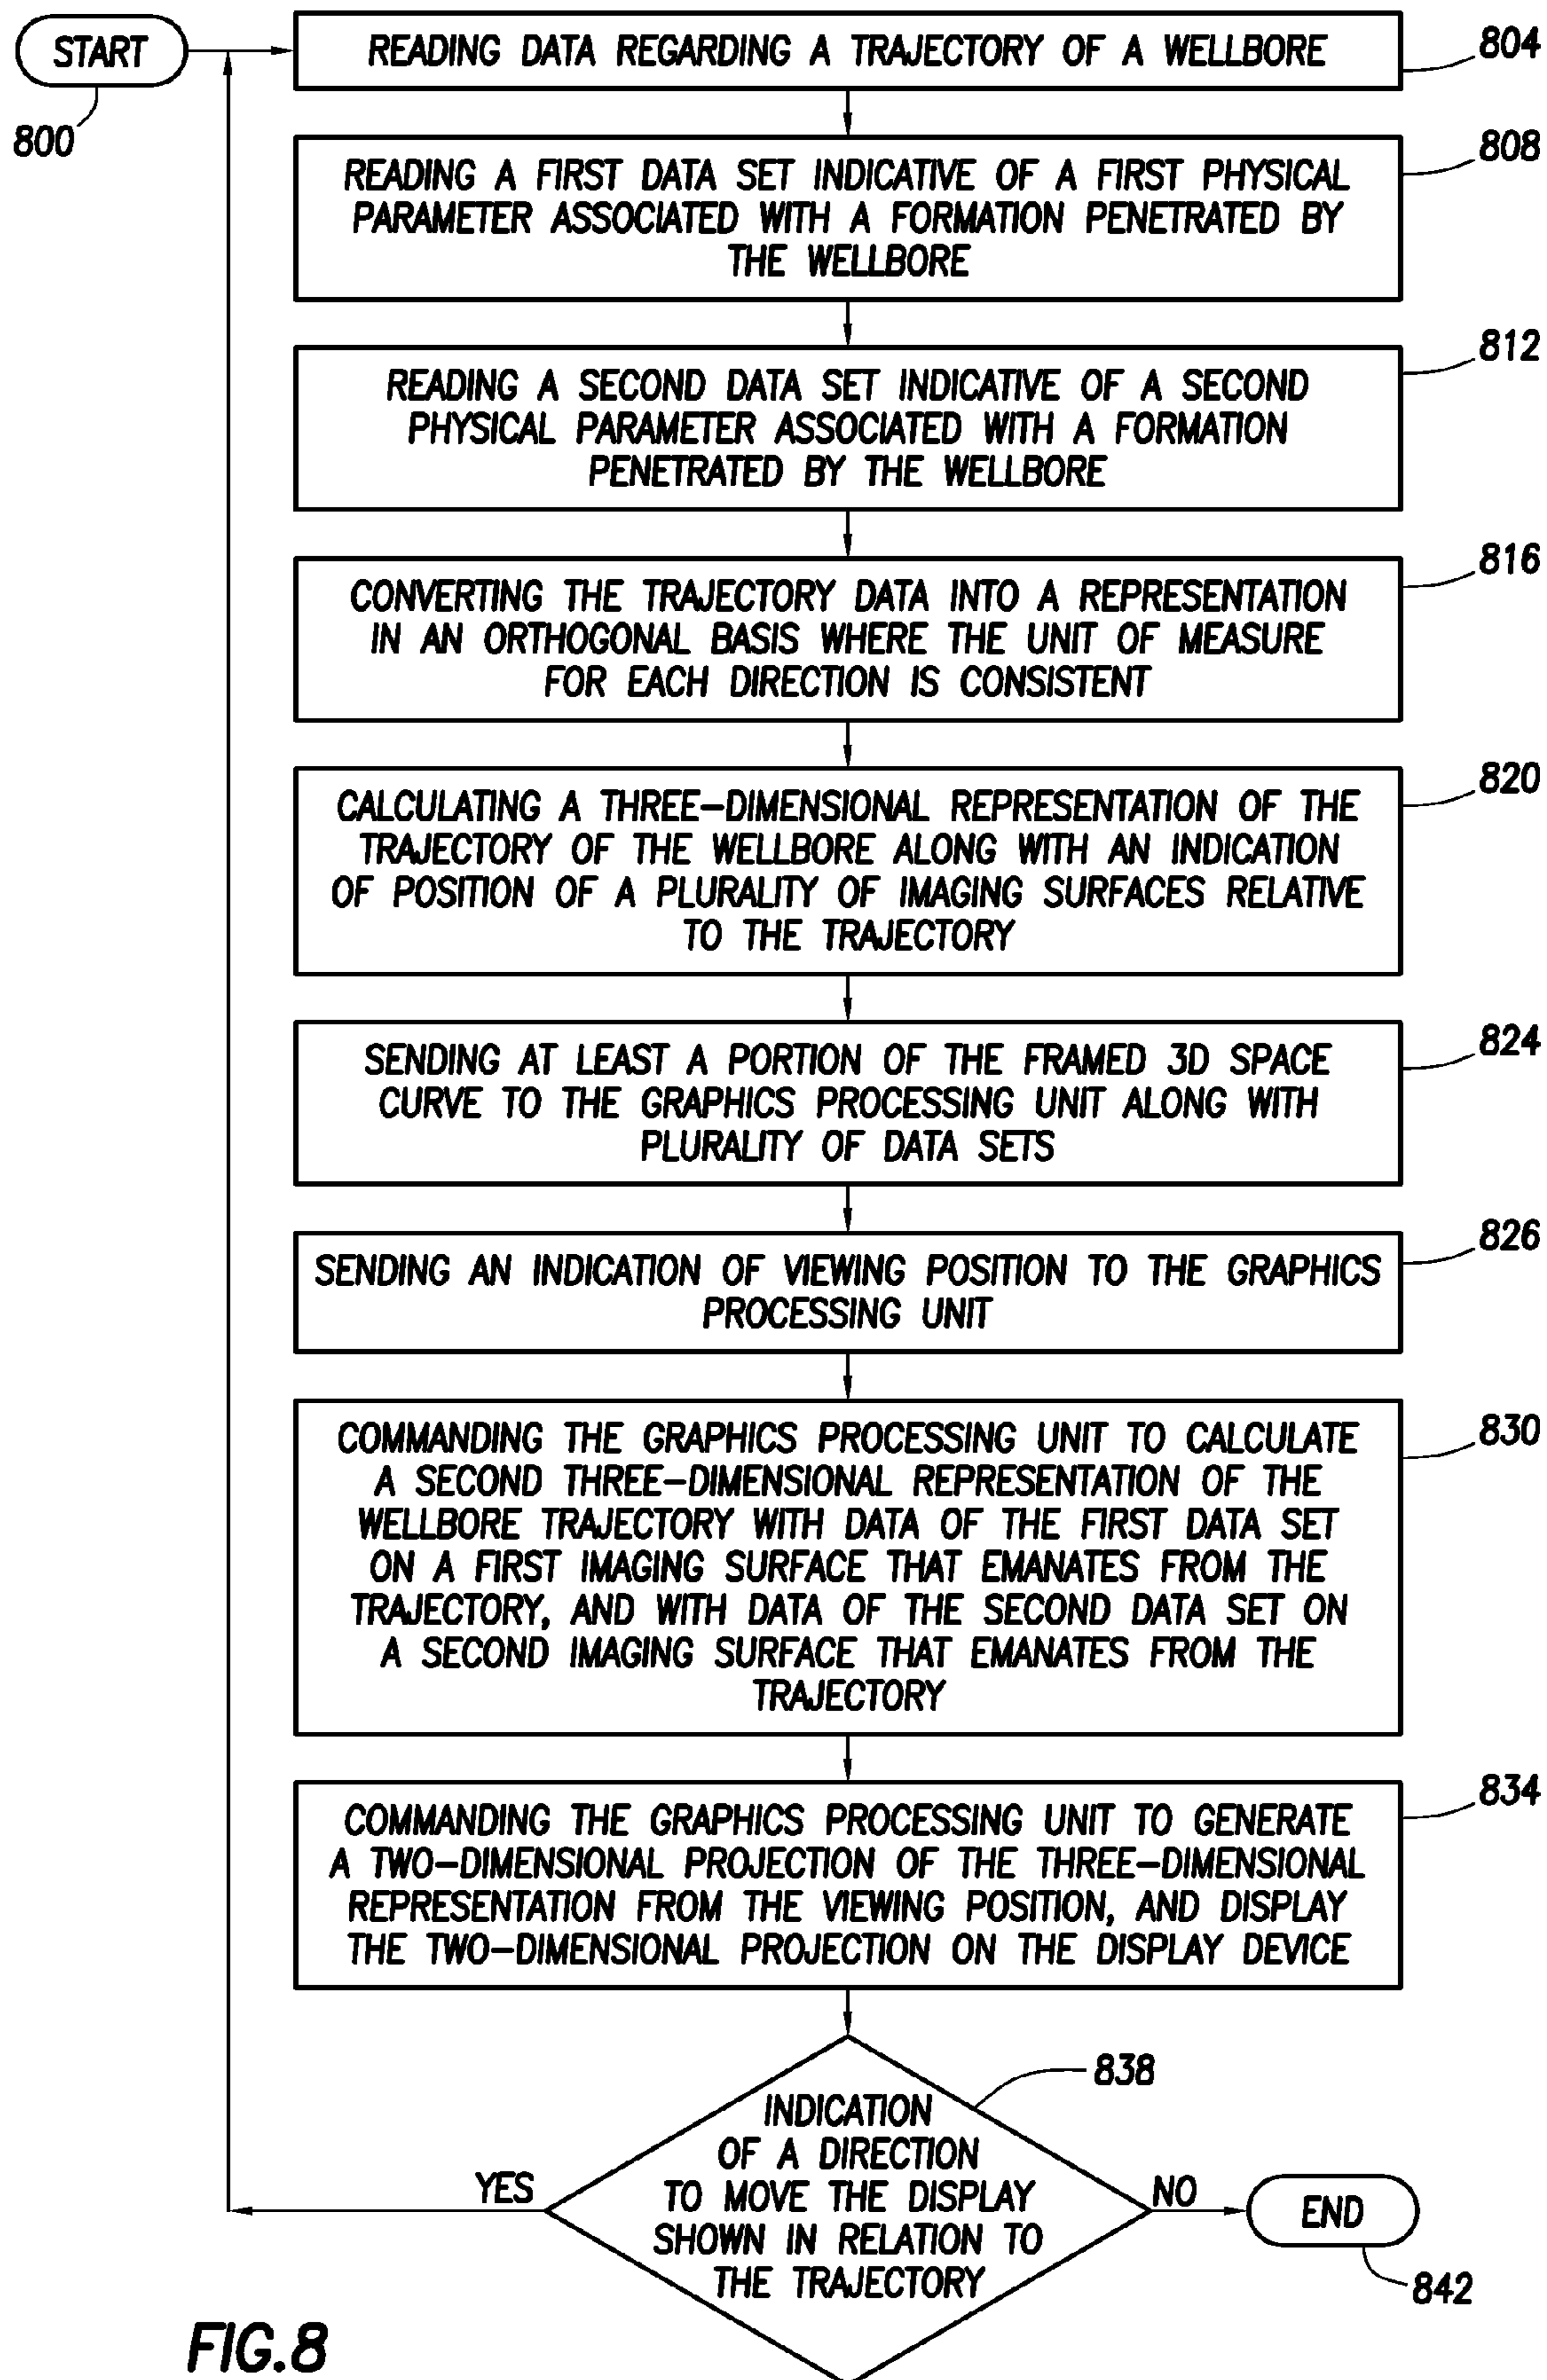 START
800
READING DATA REGARDING A TRAJECTORY OF A WELLBORE
804
READING A FIRST DATA SET INDICATIVE OF A FIRST PHYSICAL
PARAMETER ASSOCIATED WITH A FORMATION PENETRATED BY
THE WELLBORE
808
READING A SECOND DATA SET INDICATIVE OF A SECOND
PHYSICAL PARAMETER ASSOCIATED WITH A FORMATION
PENETRATED BY THE WELLBORE
812
CONVERTING THE TRAJECTORY DATA INTO A REPRESENTATION
IN AN ORTHOGONAL BASIS WHERE THE UNIT OF MEASURE
FOR EACH DIRECTION IS CONSISTENT
816
CALCULATING A THREE-DIMENSIONAL REPRESENTATION OF THE
TRAJECTORY OF THE WELLBORE ALONG WITH AN INDICATION
OF POSITION OF A PLURALITY OF IMAGING SURFACES RELATIVE
TO THE TRAJECTORY
820
SENDING AT LEAST A PORTION OF THE FRAMED 3D SPACE
CURVE TO THE GRAPHICS PROCESSING UNIT ALONG WITH
PLURALITY OF DATA SETS
824
SENDING AN INDICATION OF VIEWING POSITION TO THE GRAPHICS
PROCESSING UNIT
826
COMMANDING THE GRAPHICS PROCESSING UNIT TO CALCULATE
A SECOND THREE-DIMENSIONAL REPRESENTATION OF THE
WELLBORE TRAJECTORY WITH DATA OF THE FIRST DATA SET
ON A FIRST IMAGING SURFACE THAT EMANATES FROM THE
TRAJECTORY, AND WITH DATA OF THE SECOND DATA SET ON
A SECOND IMAGING SURFACE THAT EMANATES FROM THE
TRAJECTORY
830
COMMANDING THE GRAPHICS PROCESSING UNIT TO GENERATE
A TWO-DIMENSIONAL PROJECTION OF THE THREE-DIMENSIONAL
REPRESENTATION FROM THE VIEWING POSITION, AND DISPLAY
THE TWO-DIMENSIONAL PROJECTION ON THE DISPLAY DEVICE
834
INDICATION
OF A DIRECTION
TO MOVE THE DISPLAY
SHOWN IN RELATION TO
THE TRAJECTORY
838
YES
NO
END
842
FIG.8